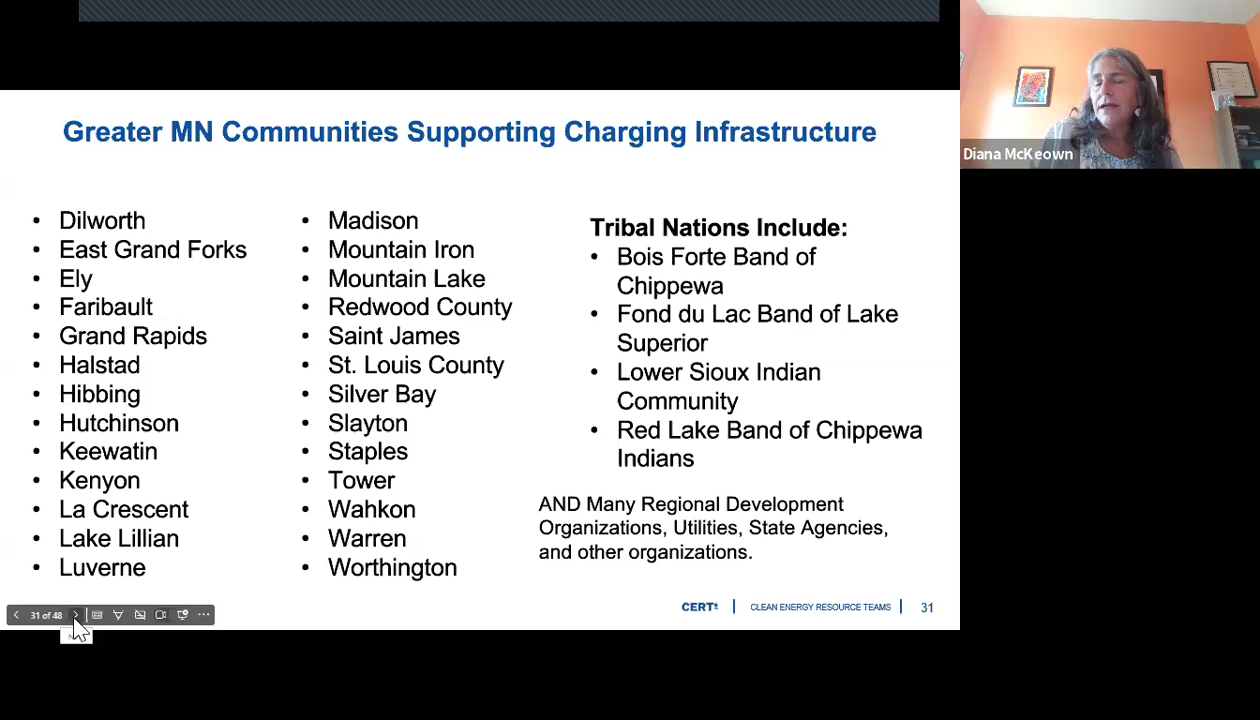 Greater MN Communities Supporting Charging Infrastructure
Diana McKeown
• Dilworth
• East Grand Forks
• Ely
• Faribault
• Grand Rapids
• Halstad
• Hibbing
• Hutchinson
• Keewatin
• Kenyon
• La Crescent
• Lake Lillian
• Luverne
• Madison
• Mountain Iron
• Mountain Lake
• Redwood County
• Saint James
• St. Louis County
• Silver Bay
• Slayton
• Staples
• Tower
• Wahkon
• Warren
• Worthington
Tribal Nations Include:
• Bois Forte Band of
Chippewa
• Fond du Lac Band of Lake
Superior
• Lower Sioux Indian
Community
• Red Lake Band of Chippewa
Indians
AND Many Regional Development
Organizations, Utilities, State Agencies,
and other organizations.
31 of 48
CERTs | CLEAN ENERGY RESOURCE TEAMS | 31